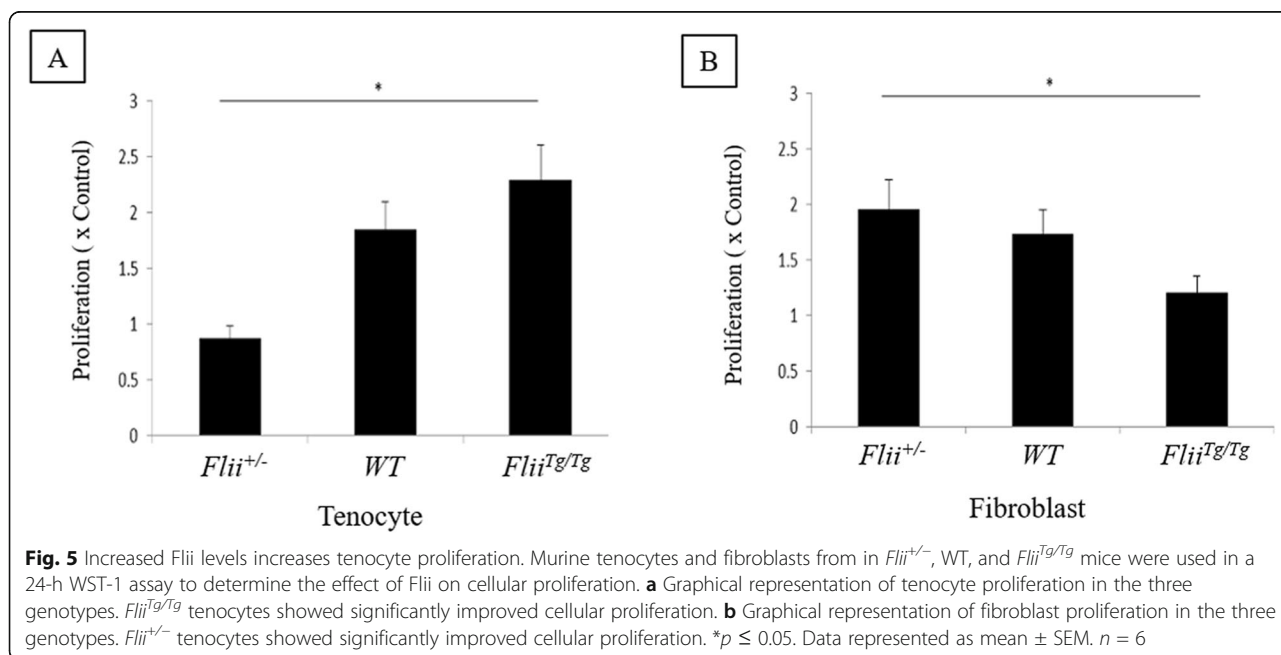 A
*
3
2.5
2
1.5
1
0.5
0
Proliferation ( x Control)
Flii+/-
WT
FliiTg/Tg
Tenocyte
B
*
3
2.5
2
1.5
1
0.5
0
Proliferation ( x Control)
Flii+/-
WT
FliiTg/Tg
Fibroblast
Fig. 5 Increased Flii levels increases tenocyte proliferation. Murine tenocytes and fibroblasts from in Flii+/−, WT, and FliiTg/Tg mice were used in a
24-h WST-1 assay to determine the effect of Flii on cellular proliferation. a Graphical representation of tenocyte proliferation in the three
genotypes. FliiTg/Tg tenocytes showed significantly improved cellular proliferation. b Graphical representation of fibroblast proliferation in the three
genotypes. Flii+/− tenocytes showed significantly improved cellular proliferation. *p ≤ 0.05. Data represented as mean ± SEM. n = 6